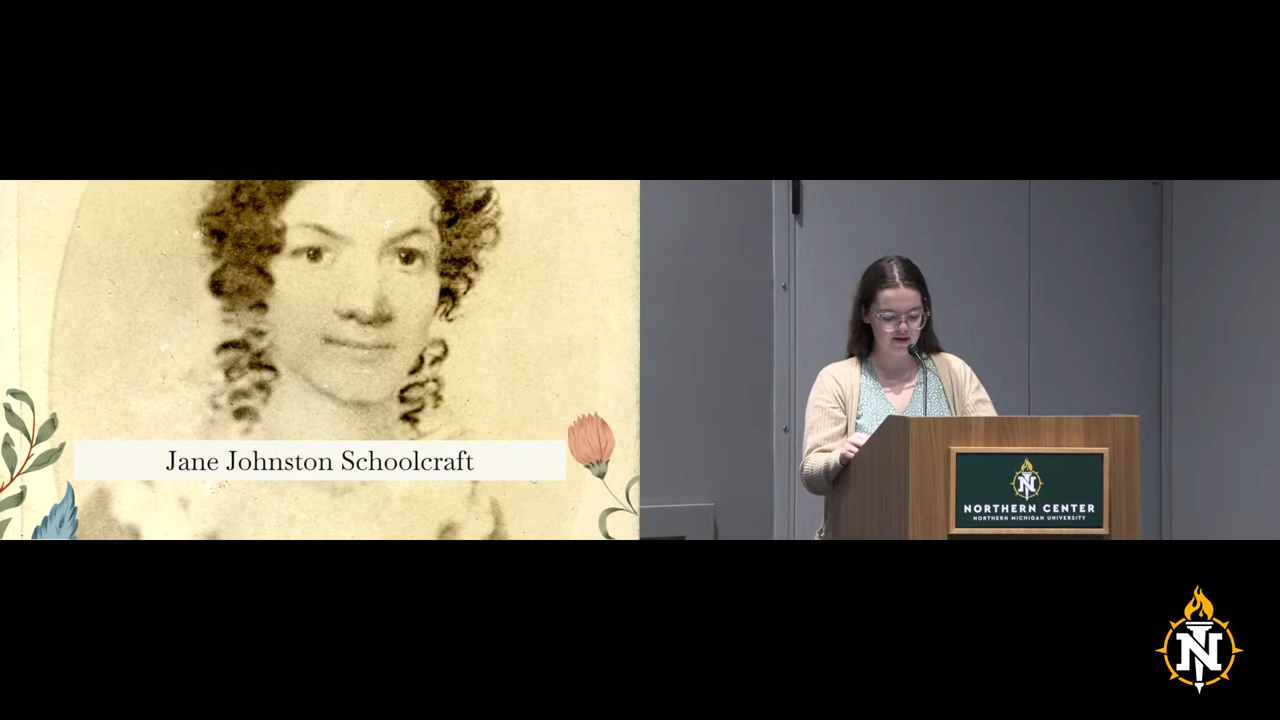 Jane Johnston Schoolcraft
N
NORTHERN CENTER
NORTHERN MICHIGAN UNIVERSITY
N